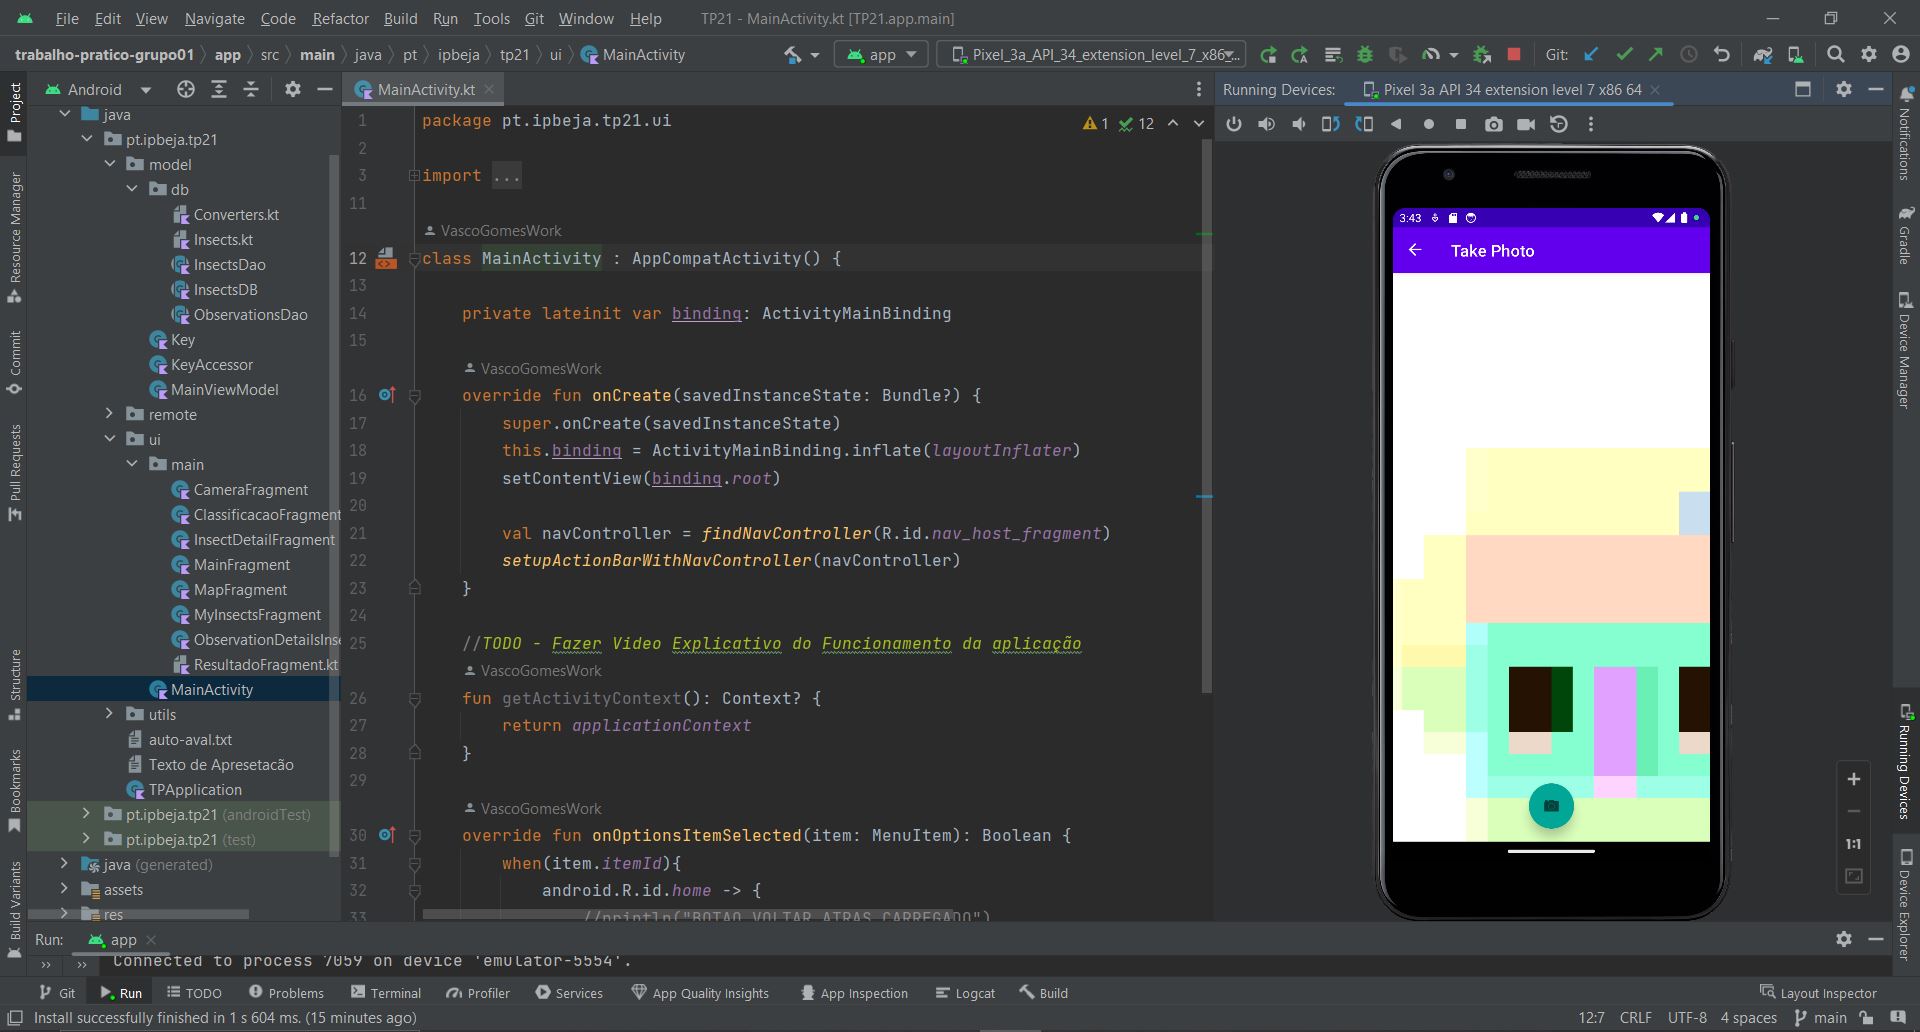 File Edit View Navigate Code Refactor Build Run Tools Git Window Help TP21 - MainActivity.kt [TP21.app.main]
trabalho-pratico-grupo01 app src main java pt ipbeja tp21 ui MainActivity app Pixel_3a_API_34_extension_level_7_x86... Git:
Project
Resource Manager
Commit
Pull Requests
Structure
Bookmarks
Build Variants
Android
java
pt.ipbeja.tp21
model
db
Converters.kt
Insects.kt
InsectsDao
InsectsDB
ObservationsDao
Key
KeyAccessor
MainViewModel
remote
ui
main
CameraFragment
ClassificacaoFragment
InsectDetailFragment
MainFragment
MapFragment
MyInsectsFragment
ObservationDetailsInse
ResultadoFragment.kt
MainActivity
utils
auto-aval.txt
Texto de Apresetacão
TPApplication
pt.ipbeja.tp21 (androidTest)
pt.ipbeja.tp21 (test)
java (generated)
assets
res
MainActivity.kt
1 12
1 package pt.ipbeja.tp21.ui
2
3 import ...
11
VascoGomesWork
12 class MainActivity : AppCompatActivity() {
13
14 private lateinit var binding: ActivityMainBinding
15
VascoGomesWork
16 override fun onCreate(savedInstanceState: Bundle?) {
17 super.onCreate(savedInstanceState)
18 this.binding = ActivityMainBinding.inflate(layoutInflater)
19 setContentView(binding.root)
20
21 val navController = findNavController(R.id.nav_host_fragment)
22 setupActionBarWithNavController(navController)
23 }
24
25 //TODO - Fazer Video Explicativo do Funcionamento da aplicação
VascoGomesWork
26 fun getActivityContext(): Context? {
27 return applicationContext
28 }
29
VascoGomesWork
30 override fun onOptionsItemSelected(item: MenuItem): Boolean {
31 when(item.itemId){
32 android.R.id.home -> {
33 //println("BOTAO VOLTAR ATRAS CARREGADO")
Running Devices: Pixel 3a API 34 extension level 7 x86 64
3:43
Take Photo
1:1
Notifications
Gradle
Device Manager
Running Devices
Device Explorer
Run: app
Connected to process 7059 on device 'emulator-5554'.
Git Run TODO Problems Terminal Profiler Services App Quality Insights App Inspection Logcat Build Layout Inspector
Install successfully finished in 1 s 604 ms. (15 minutes ago) 12:7 CRLF UTF-8 4 spaces main